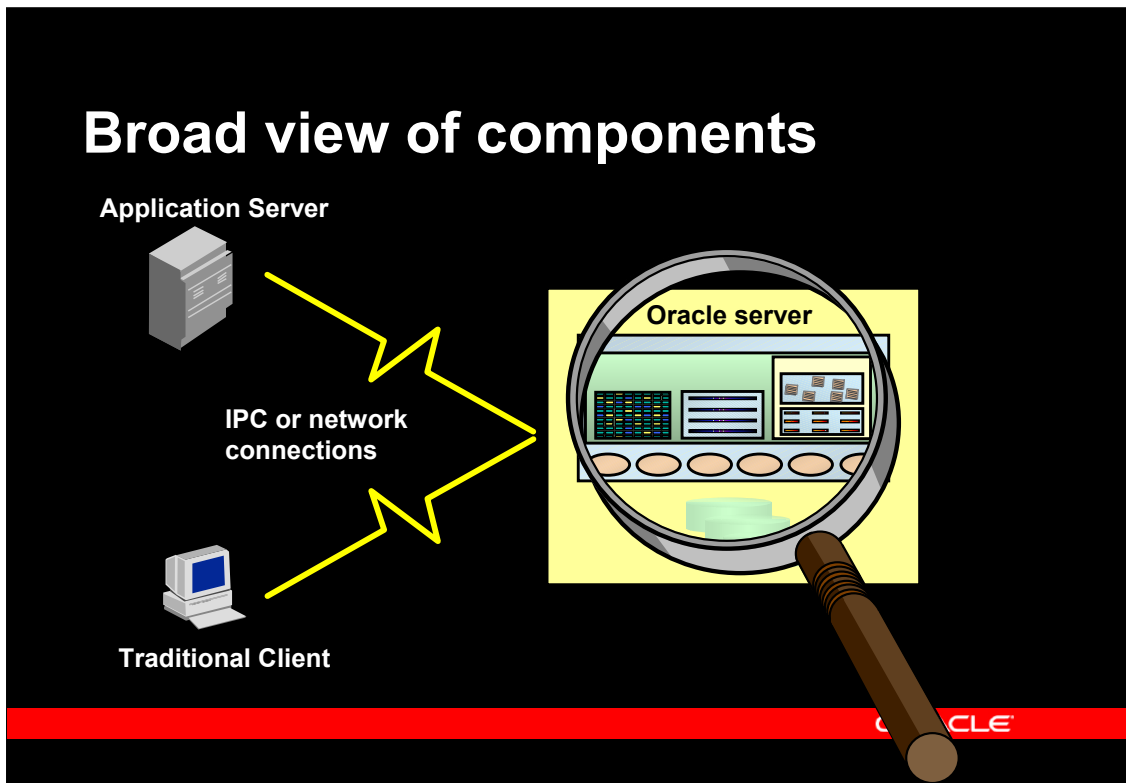 Broad view of components
Application Server
Oracle server
IPC or network
connections
Traditional Client